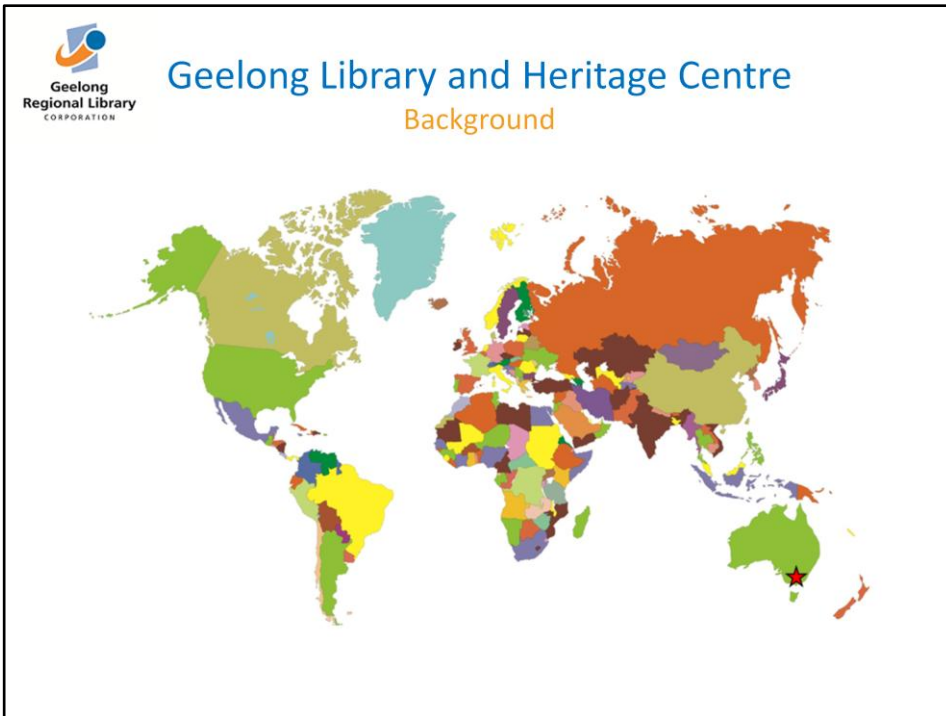 Geelong
Regional Library
CORPORATION
Geelong Library and Heritage Centre
Background